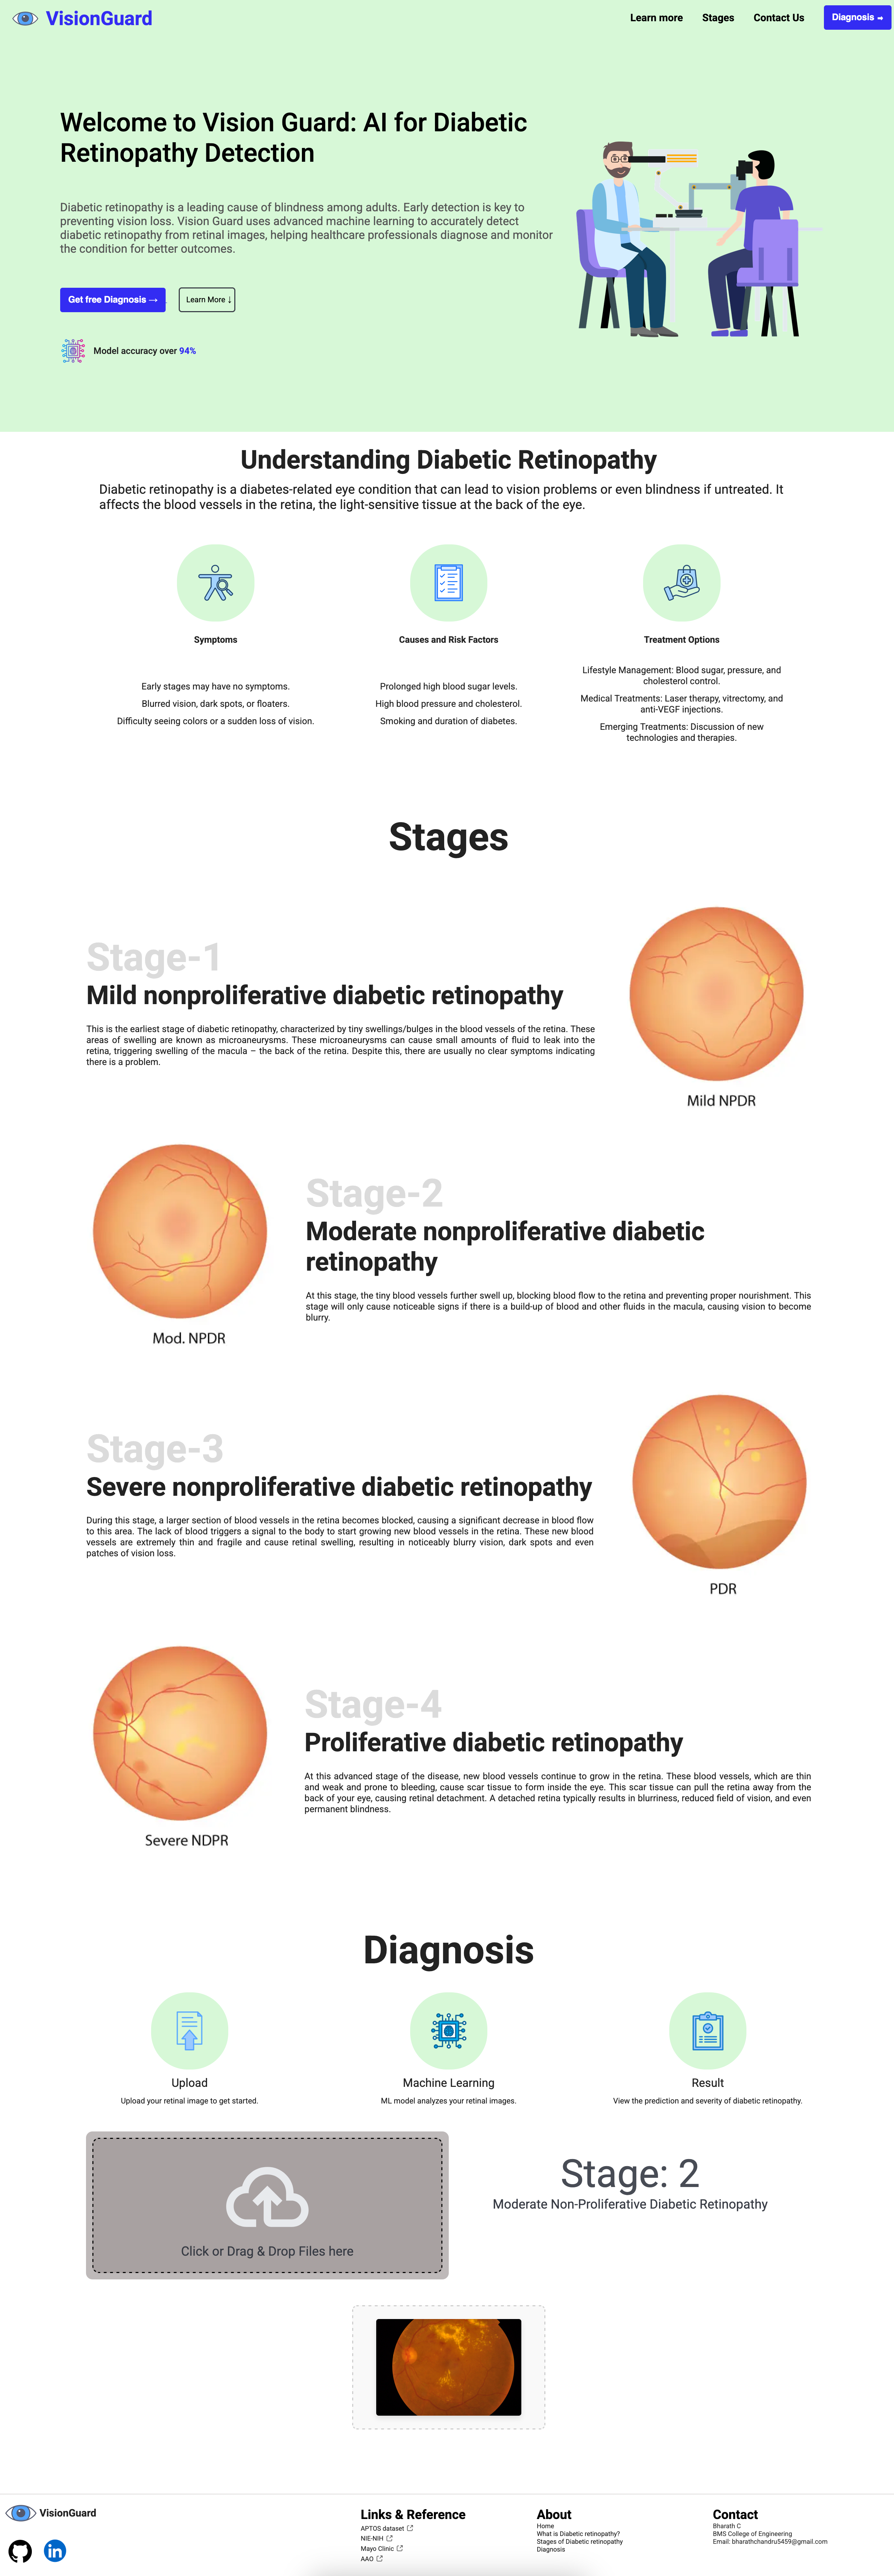 VisionGuard
Learn more
Stages
Contact Us
Diagnosis →
Welcome to Vision Guard: AI for Diabetic
Retinopathy Detection
Diabetic retinopathy is a leading cause of blindness among adults. Early detection is key to
preventing vision loss. Vision Guard uses advanced machine learning to accurately detect
diabetic retinopathy from retinal images, helping healthcare professionals diagnose and monitor
the condition for better outcomes.
Get free Diagnosis →
Learn More ↓
Model accuracy over 94%
Understanding Diabetic Retinopathy
Diabetic retinopathy is a diabetes-related eye condition that can lead to vision problems or even blindness if untreated. It
affects the blood vessels in the retina, the light-sensitive tissue at the back of the eye.
Symptoms
Early stages may have no symptoms.
Blurred vision, dark spots, or floaters.
Difficulty seeing colors or a sudden loss of vision.
Causes and Risk Factors
Prolonged high blood sugar levels.
High blood pressure and cholesterol.
Smoking and duration of diabetes.
Treatment Options
Lifestyle Management: Blood sugar, pressure, and
cholesterol control.
Medical Treatments: Laser therapy, vitrectomy, and
anti-VEGF injections.
Emerging Treatments: Discussion of new
technologies and therapies.
Stages
Stage-1
Mild nonproliferative diabetic retinopathy
This is the earliest stage of diabetic retinopathy, characterized by tiny swellings/bulges in the blood vessels of the retina. These
areas of swelling are known as microaneurysms. These microaneurysms can cause small amounts of fluid to leak into the
retina, triggering swelling of the macula – the back of the retina. Despite this, there are usually no clear symptoms indicating
there is a problem.
Mild NPDR
Mod. NPDR
Stage-2
Moderate nonproliferative diabetic
retinopathy
At this stage, the tiny blood vessels further swell up, blocking blood flow to the retina and preventing proper nourishment. This
stage will only cause noticeable signs if there is a build-up of blood and other fluids in the macula, causing vision to become
blurry.
Stage-3
Severe nonproliferative diabetic retinopathy
During this stage, a larger section of blood vessels in the retina becomes blocked, causing a significant decrease in blood flow
to this area. The lack of blood triggers a signal to the body to start growing new blood vessels in the retina. These new blood
vessels are extremely thin and fragile and cause retinal swelling, resulting in noticeably blurry vision, dark spots and even
patches of vision loss.
PDR
Severe NDPR
Stage-4
Proliferative diabetic retinopathy
At this advanced stage of the disease, new blood vessels continue to grow in the retina. These blood vessels, which are thin
and weak and prone to bleeding, cause scar tissue to form inside the eye. This scar tissue can pull the retina away from the
back of your eye, causing retinal detachment. A detached retina typically results in blurriness, reduced field of vision, and even
permanent blindness.
Diagnosis
Upload
Upload your retinal image to get started.
Machine Learning
ML model analyzes your retinal images.
Result
View the prediction and severity of diabetic retinopathy.
Click or Drag & Drop Files here
Stage: 2
Moderate Non-Proliferative Diabetic Retinopathy
VisionGuard
in
Links & Reference
APTOS dataset
NIE-NIH
Mayo Clinic
AAO
About
Home
What is Diabetic retinopathy?
Stages of Diabetic retinopathy
Diagnosis
Contact
Bharath C
BMS College of Engineering
Email: bharathchandru5459@gmail.com